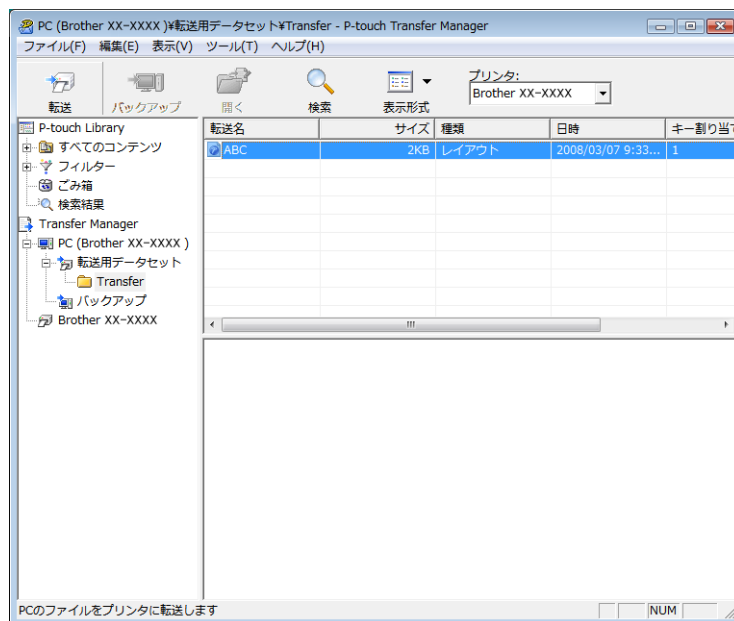 PC (Brother XX-XXXX )¥転送用データセット¥Transfer - P-touch Transfer Manager
ファイル(F) 編集(E) 表示(V) ツール(T) ヘルプ(H)
転送 バックアップ 開く 検索 表示形式
プリンタ:
Brother XX-XXXX
P-touch Library
すべてのコンテンツ
フィルター
ごみ箱
検索結果
Transfer Manager
PC (Brother XX-XXXX )
転送用データセット
Transfer
バックアップ
Brother XX-XXXX
転送名 サイズ 種類 日時 キー割り当て
ABC 2KB レイアウト 2008/03/07 9:33... 1
PCのファイルをプリンタに転送します
NUM